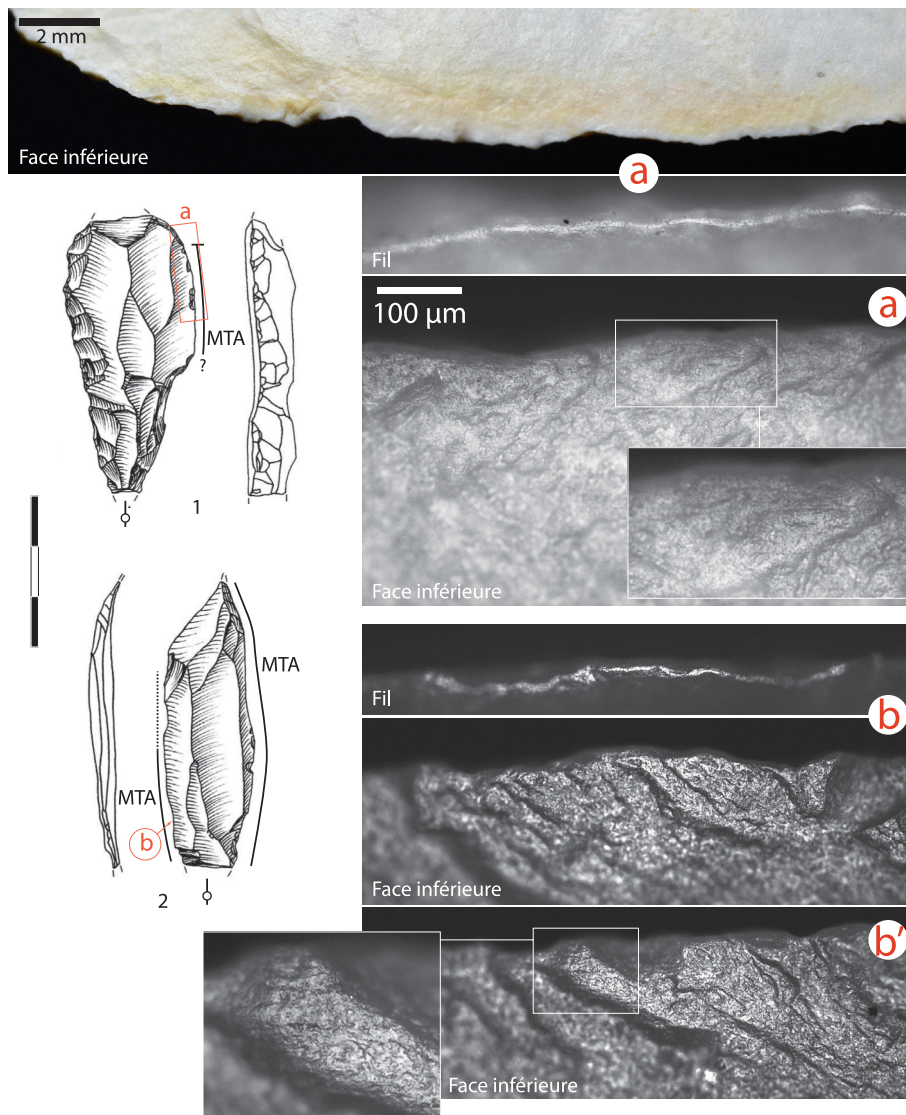 2 mm
Face inférieure
a
Fil
a
100 µm
a
MTA
?
Face inférieure
1
MTA
Fil
b
MTA
b
Face inférieure
2
b’
Face inférieure